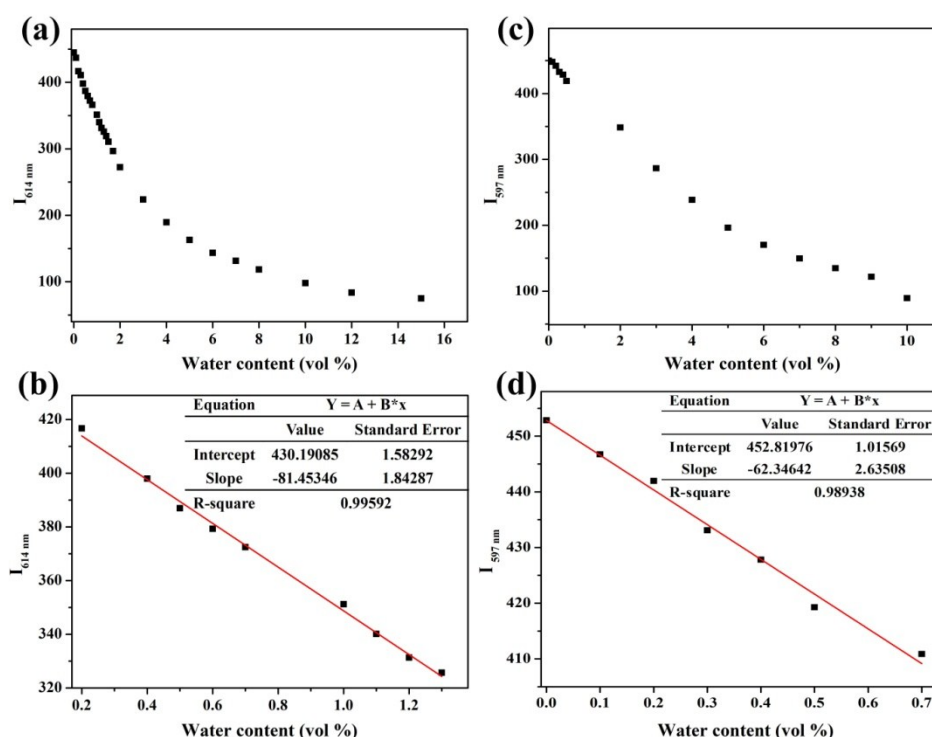 (a)
I614 nm
400
300
200
100
0 2 4 6 8 10 12 14 16
Water content (vol %)
(c)
I597 nm
500
400
300
200
100
0 2 4 6 8 10
Water content (vol %)
(b)
I614 nm
420
400
380
360
340
320
0.2 0.4 0.6 0.8 1.0 1.2
Water content (vol %)
Equation Y = A + B*x
Value Standard Error
Intercept 430.19085 1.58292
Slope -81.45346 1.84287
R-square 0.99592
(d)
I597 nm
450
440
430
420
410
0.0 0.1 0.2 0.3 0.4 0.5 0.6 0.7
Water content (vol %)
Equation Y = A + B*x
Value Standard Error
Intercept 452.81976 1.01569
Slope -62.34642 2.63508
R-square 0.98938